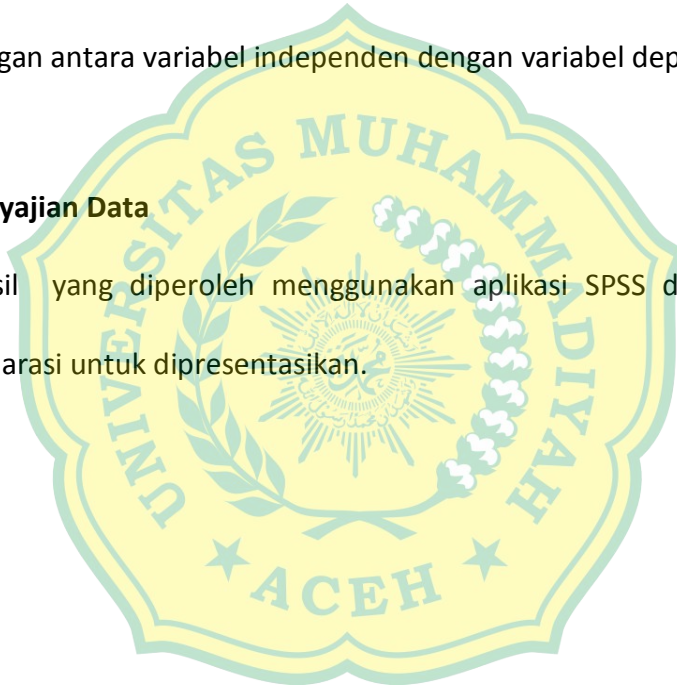 gan antara variabel independen dengan variabel dep
yajian Data
sil yang diperoleh menggunakan aplikasi SPSS d
arasi untuk dipresentasikan.
UNIVERSITAS MUHAMMADIYAH
ACEH